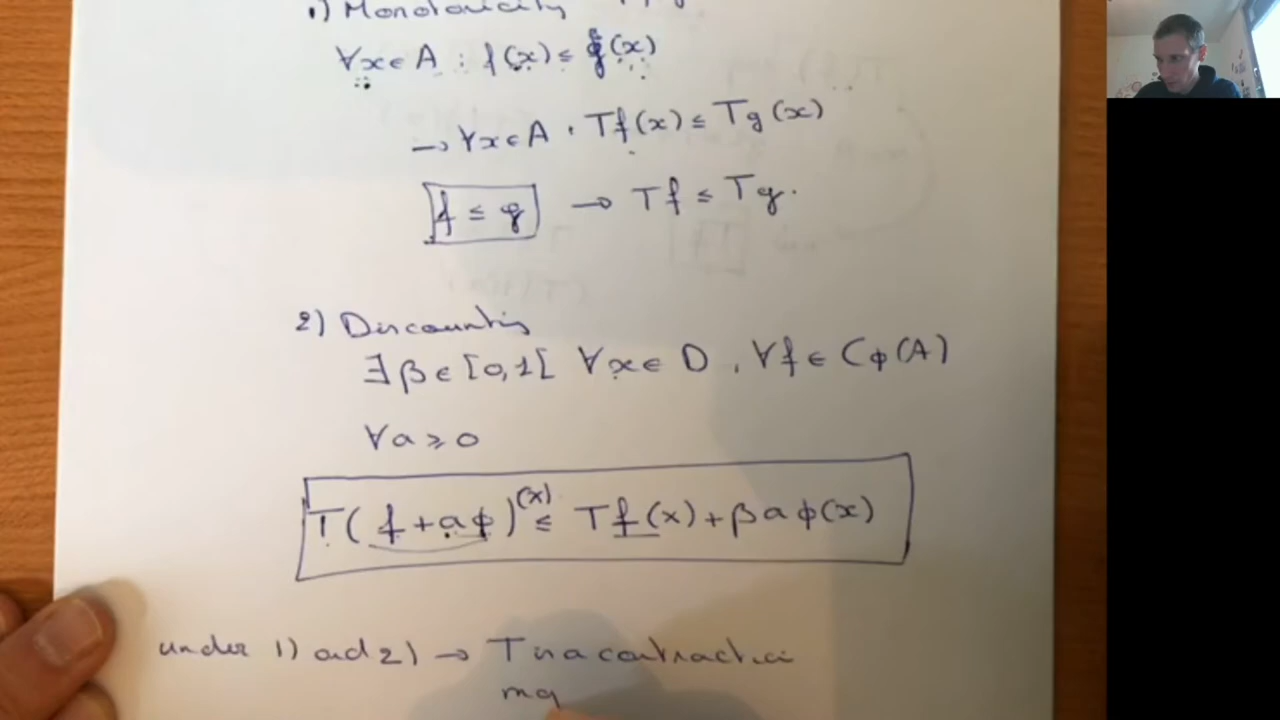 1) Monotonicity
∀x∈A : f(x) ≤ g(x)
→ ∀x∈A . Tf(x) ≤ Tg(x)
f ≤ g → Tf ≤ Tg.
2) Discounting
∃β∈[0,1[ ∀x∈D , ∀f∈Cϕ(A)
∀a≥0
T(f+aϕ)(x) ≤ Tf(x)+βaϕ(x)
under 1) and 2) → T is a contraction